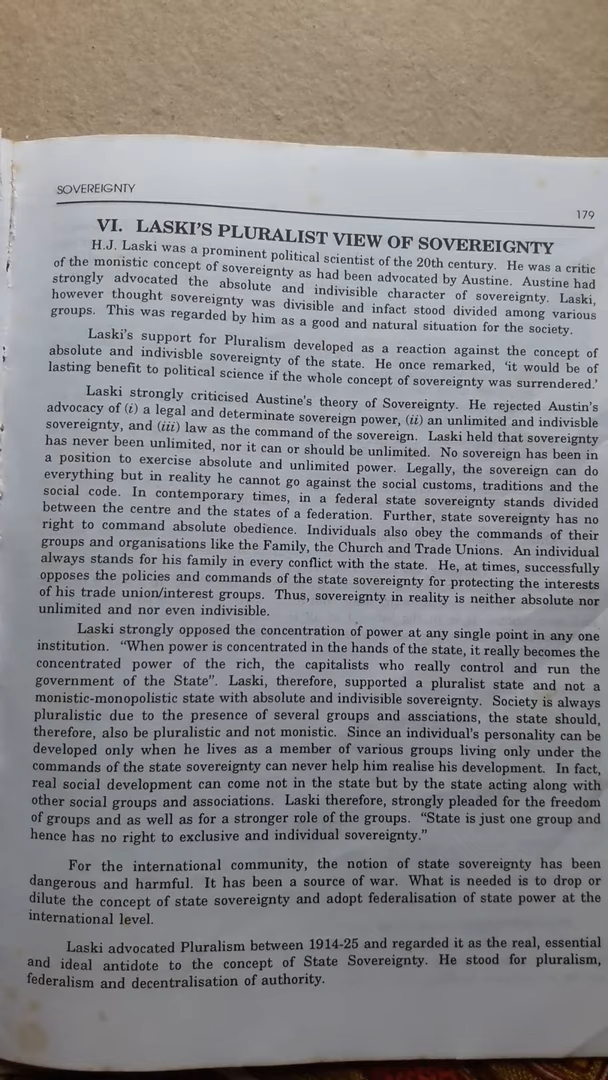 SOVEREIGNTY
179
VI. LASKI'S PLURALIST VIEW OF SOVEREIGNTY
H.J. Laski was a prominent political scientist of the 20th century. He was a critic
of the monistic concept of sovereignty as had been advocated by Austine. Austine had
strongly advocated the absolute and indivisible character of sovereignty. Laski,
however thought sovereignty was divisible and infact stood divided among various
groups. This was regarded by him as a good and natural situation for the society.
Laski's support for Pluralism developed as a reaction against the concept of
absolute and indivisble sovereignty of the state. He once remarked, 'it would be of
lasting benefit to political science if the whole concept of sovereignty was surrendered.'
Laski strongly criticised Austine's theory of Sovereignty. He rejected Austin's
advocacy of (i) a legal and determinate sovereign power, (ii) an unlimited and indivisble
sovereignty, and (iii) law as the command of the sovereign. Laski held that sovereignty
has never been unlimited, nor it can or should be unlimited. No sovereign has been in
a position to exercise absolute and unlimited power. Legally, the sovereign can do
everything but in reality he cannot go against the social customs, traditions and the
social code. In contemporary times, in a federal state sovereignty stands divided
between the centre and the states of a federation. Further, state sovereignty has no
right to command absolute obedience. Individuals also obey the commands of their
groups and organisations like the Family, the Church and Trade Unions. An individual
always stands for his family in every conflict with the state. He, at times, successfully
opposes the policies and commands of the state sovereignty for protecting the interests
of his trade union/interest groups. Thus, sovereignty in reality is neither absolute nor
unlimited and nor even indivisible.
Laski strongly opposed the concentration of power at any single point in any one
institution. "When power is concentrated in the hands of the state, it really becomes the
concentrated power of the rich, the capitalists who really control and run the
government of the State". Laski, therefore, supported a pluralist state and not a
monistic-monopolistic state with absolute and indivisible sovereignty. Society is always
pluralistic due to the presence of several groups and assciations, the state should,
therefore, also be pluralistic and not monistic. Since an individual's personality can be
developed only when he lives as a member of various groups living only under the
commands of the state sovereignty can never help him realise his development. In fact,
real social development can come not in the state but by the state acting along with
other social groups and associations. Laski therefore, strongly pleaded for the freedom
of groups and as well as for a stronger role of the groups. "State is just one group and
hence has no right to exclusive and individual sovereignty."
For the international community, the notion of state sovereignty has been
dangerous and harmful. It has been a source of war. What is needed is to drop or
dilute the concept of state sovereignty and adopt federalisation of state power at the
international level.
Laski advocated Pluralism between 1914-25 and regarded it as the real, essential
and ideal antidote to the concept of State Sovereignty. He stood for pluralism,
federalism and decentralisation of authority.